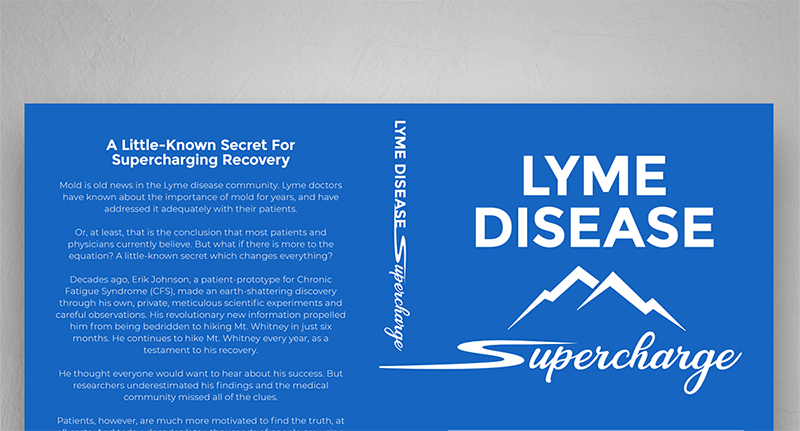 A Little-Known Secret For
Supercharging Recovery
Mold is old news in the Lyme disease community. Lyme doctors
have known about the importance of mold for years, and have
addressed it adequately with their patients.
Or, at least, that is the conclusion that most patients and
physicians currently believe. But what if there is more to the
equation? A little-known secret which changes everything?
Decades ago, Erik Johnson, a patient-prototype for Chronic
Fatigue Syndrome (CFS), made an earth-shattering discovery
through his own, private, meticulous scientific experiments and
careful observations. His revolutionary new information propelled
him from being bedridden to hiking Mt. Whitney in just six
months. He continues to hike Mt. Whitney every year, as a
testament to his recovery.
He thought everyone would want to hear about his success. But
researchers underestimated his findings and the medical
community missed all of the clues.
Patients, however, are much more motivated to find the truth, at
LYME DISEASE Supercharge
LYME
DISEASE
Supercharge